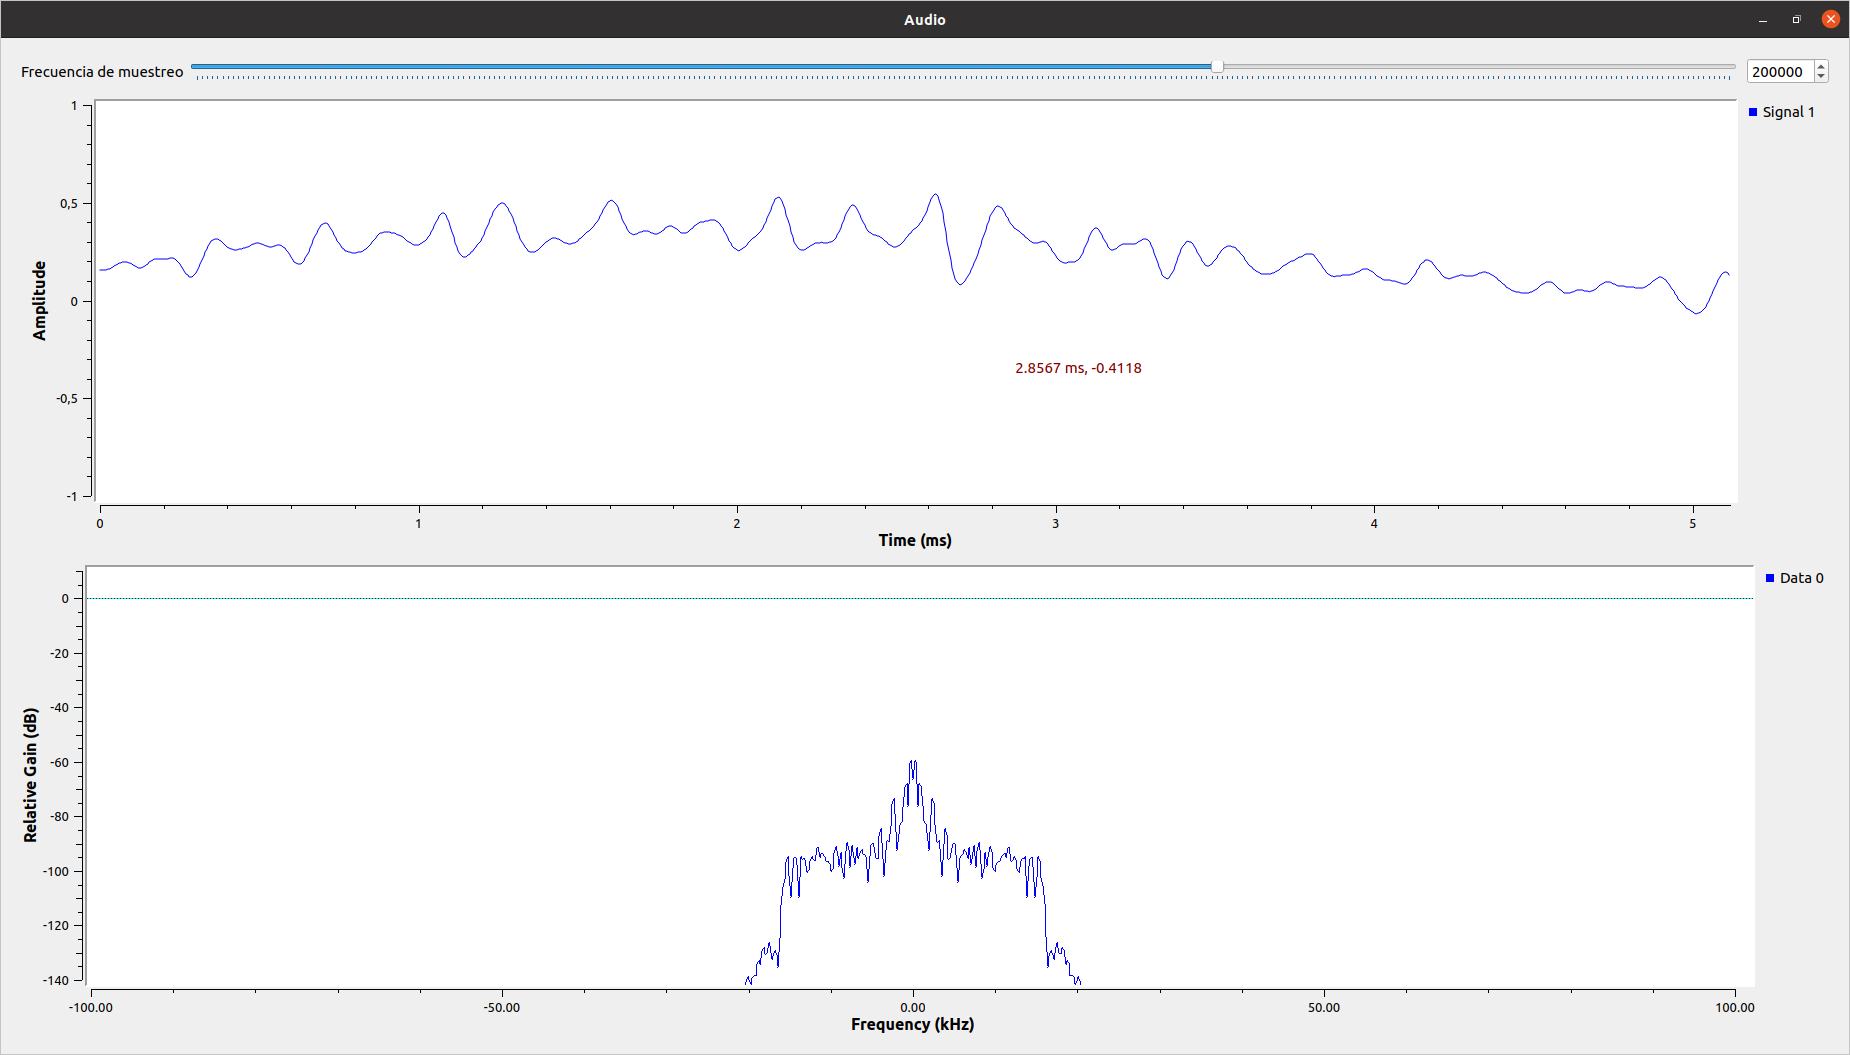 Audio
Frecuencia de muestreo
200000
Signal 1
1
0,5
0
-0,5
-1
Amplitude
2.8567 ms, -0.4118
0 1 2 3 4 5
Time (ms)
Data 0
0
-20
-40
-60
-80
-100
-120
-140
Relative Gain (dB)
-100.00 -50.00 0.00 50.00 100.00
Frequency (kHz)